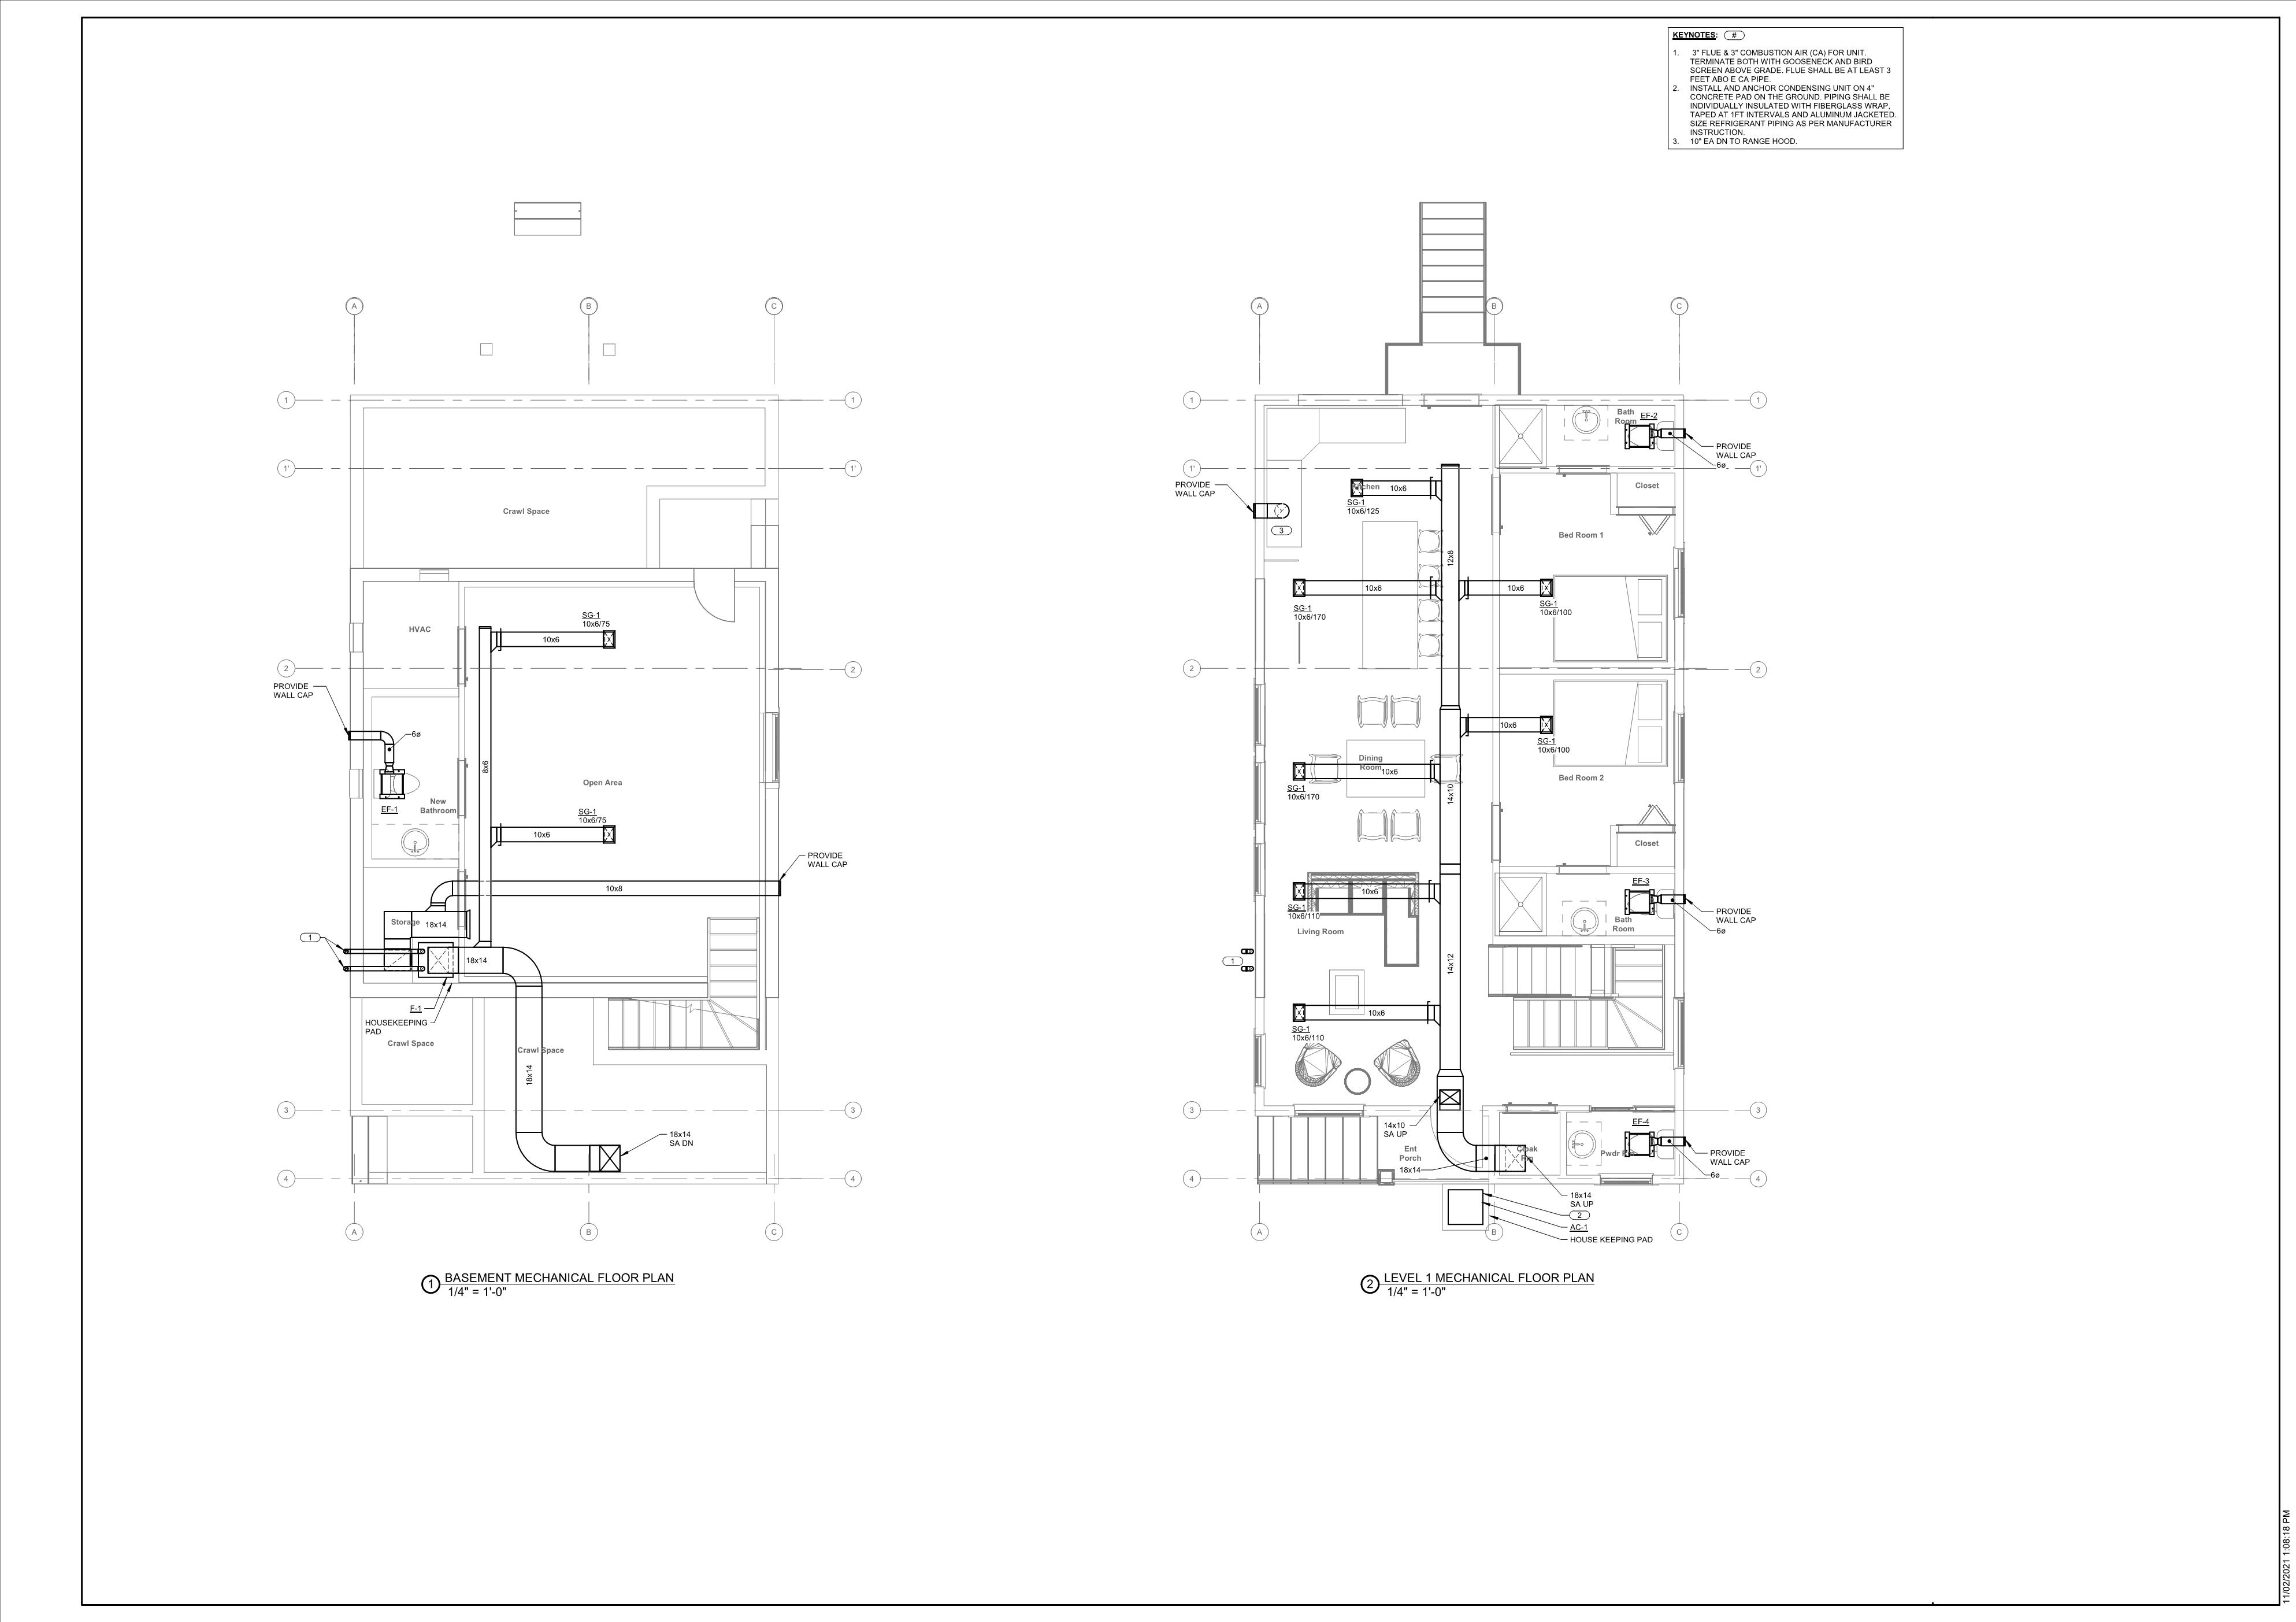 KEYNOTES: #
1. 3" FLUE & 3" COMBUSTION AIR (CA) FOR UNIT.
TERMINATE BOTH WITH GOOSENECK AND BIRD
SCREEN ABOVE GRADE. FLUE SHALL BE AT LEAST 3
FEET ABO E CA PIPE.
2. INSTALL AND ANCHOR CONDENSING UNIT ON 4"
CONCRETE PAD ON THE GROUND. PIPING SHALL BE
INDIVIDUALLY INSULATED WITH FIBERGLASS WRAP,
TAPED AT 1FT INTERVALS AND ALUMINUM JACKETED.
SIZE REFRIGERANT PIPING AS PER MANUFACTURER
INSTRUCTION.
3. 10" EA DN TO RANGE HOOD.
A
B
C
1
1
1'
1'
Crawl Space
HVAC
SG-1
10x6/75
10x6
2
2
PROVIDE
WALL CAP
6ø
8x6
Open Area
EF-1
New
Bathroom
SG-1
10x6/75
10x6
PROVIDE
WALL CAP
10x8
Storage
18x14
1
18x14
F-1
HOUSEKEEPING
PAD
Crawl Space
Crawl Space
18x14
3
3
18x14
SA DN
4
4
A
B
C
1
BASEMENT MECHANICAL FLOOR PLAN
1/4" = 1'-0"
A
B
C
1
1
Bath
Room
EF-2
PROVIDE
WALL CAP
6ø
1'
1'
PROVIDE
WALL CAP
10x6
SG-1
10x6/125
Closet
3
Bed Room 1
12x8
10x6
10x6
SG-1
10x6/170
SG-1
10x6/100
2
2
10x6
SG-1
10x6/100
Dining
Room
10x6
Bed Room 2
SG-1
10x6/170
14x10
Closet
EF-3
10x6
SG-1
10x6/110
PROVIDE
WALL CAP
6ø
Bath
Room
Living Room
1
14x12
10x6
SG-1
10x6/110
3
3
14x10
SA UP
EF-4
Ent
Porch
18x14
PROVIDE
WALL CAP
6ø
4
4
18x14
SA UP
2
AC-1
HOUSE KEEPING PAD
A
B
C
2
LEVEL 1 MECHANICAL FLOOR PLAN
1/4" = 1'-0"
11/02/2021 1:08:18 PM